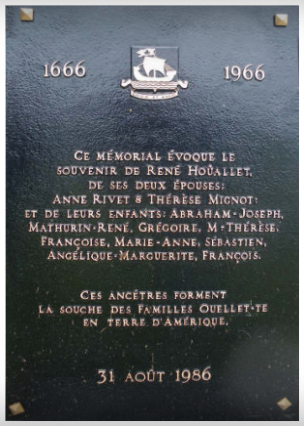 1666 1966
CE MÉMORIAL ÉVOQUE LE
SOUVENIR DE RENÉ HOÛALLET,
DE SES DEUX ÉPOUSES:
ANNE RIVET & THÉRÈSE MIGNOT:
ET DE LEURS ENFANTS: ABRAHAM-JOSEPH,
MATHURIN-RENÉ, GRÉGOIRE, M-THÉRÈSE,
FRANÇOISE, MARIE-ANNE, SÉBASTIEN,
ANGÉLIQUE-MARGUERITE, FRANÇOIS.
CES ANCÊTRES FORMENT
LA SOUCHE DES FAMILLES OUELLET-TE
EN TERRE D'AMÉRIQUE.
31 AOÛT 1986